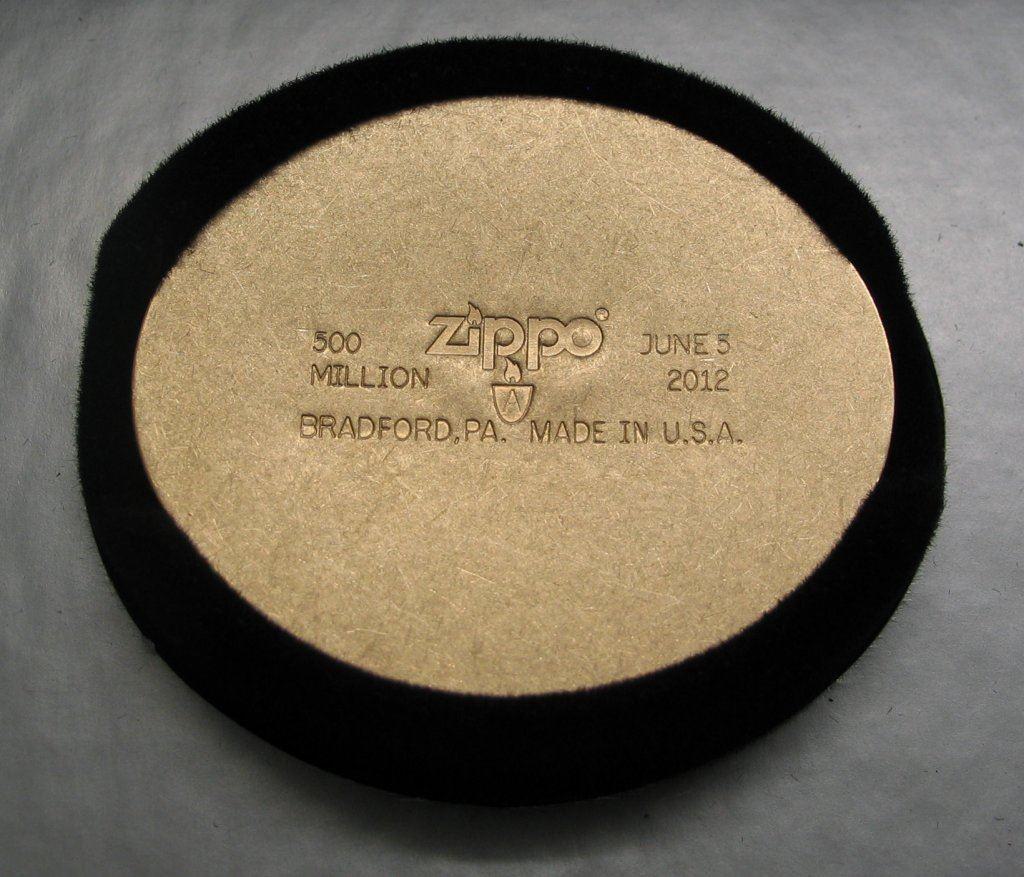 500 zippo® JUNE 5
MILLION A 2012
BRADFORD, PA. MADE IN U.S.A.